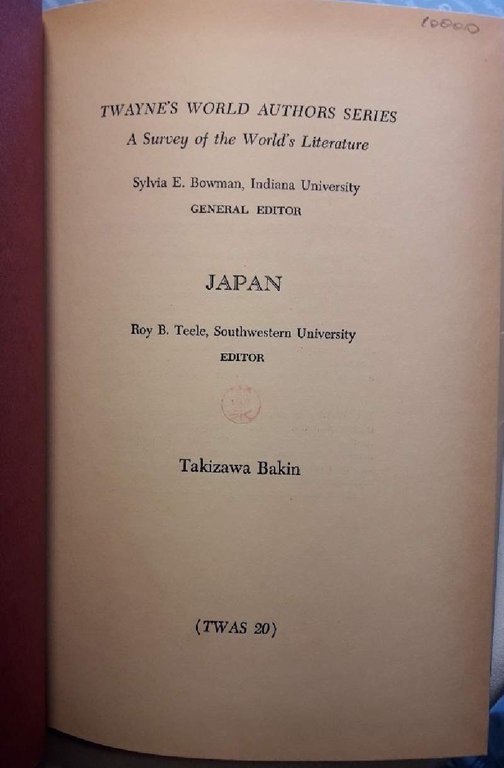 10000
TWAYNE'S WORLD AUTHORS SERIES
A Survey of the World's Literature
Sylvia E. Bowman, Indiana University
GENERAL EDITOR
JAPAN
Roy B. Teele, Southwestern University
EDITOR
Takizawa Bakin
(TWAS 20)